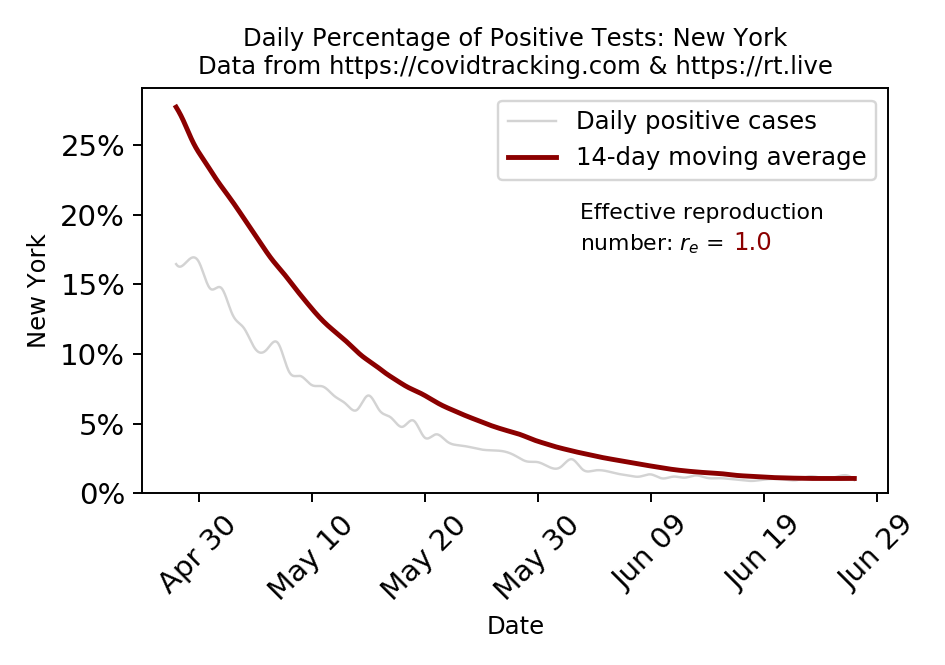 Daily Percentage of Positive Tests: New York
Data from https://covidtracking.com & https://rt.live
Daily positive cases
14-day moving average
Effective reproduction
number: rₑ = 1.0
New York
25%
20%
15%
10%
5%
0%
Apr 30
May 10
May 20
May 30
Jun 09
Jun 19
Jun 29
Date